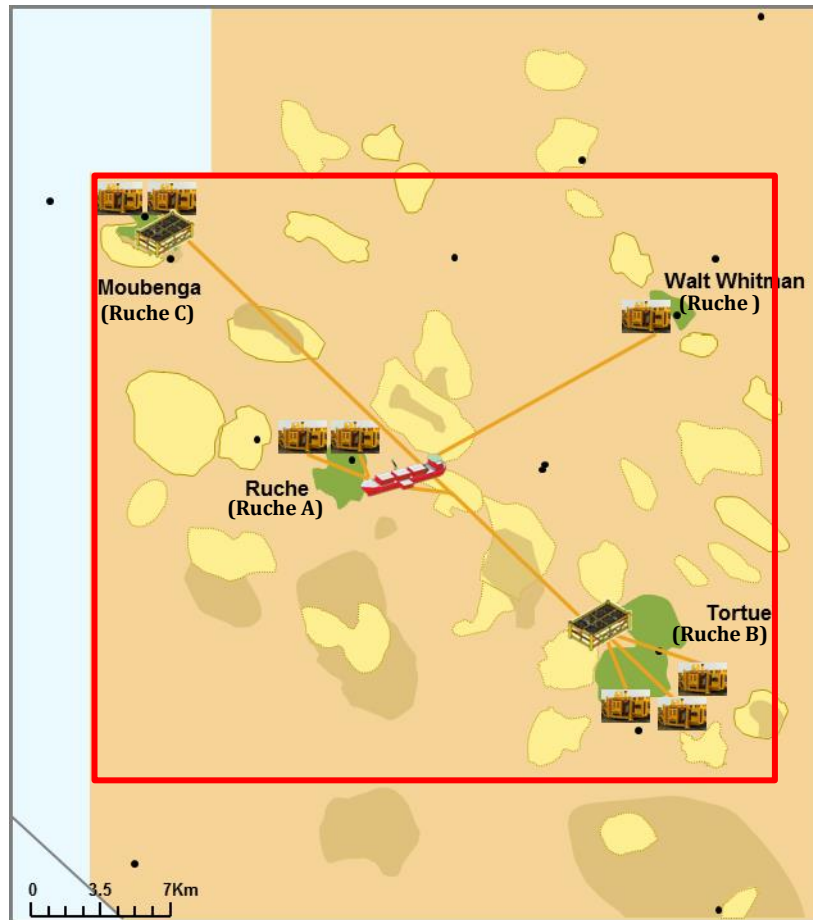 Moubenga
(Ruche C)
Walt Whitman
(Ruche )
Ruche
(Ruche A)
Tortue
(Ruche B)
0 3.5 7Km